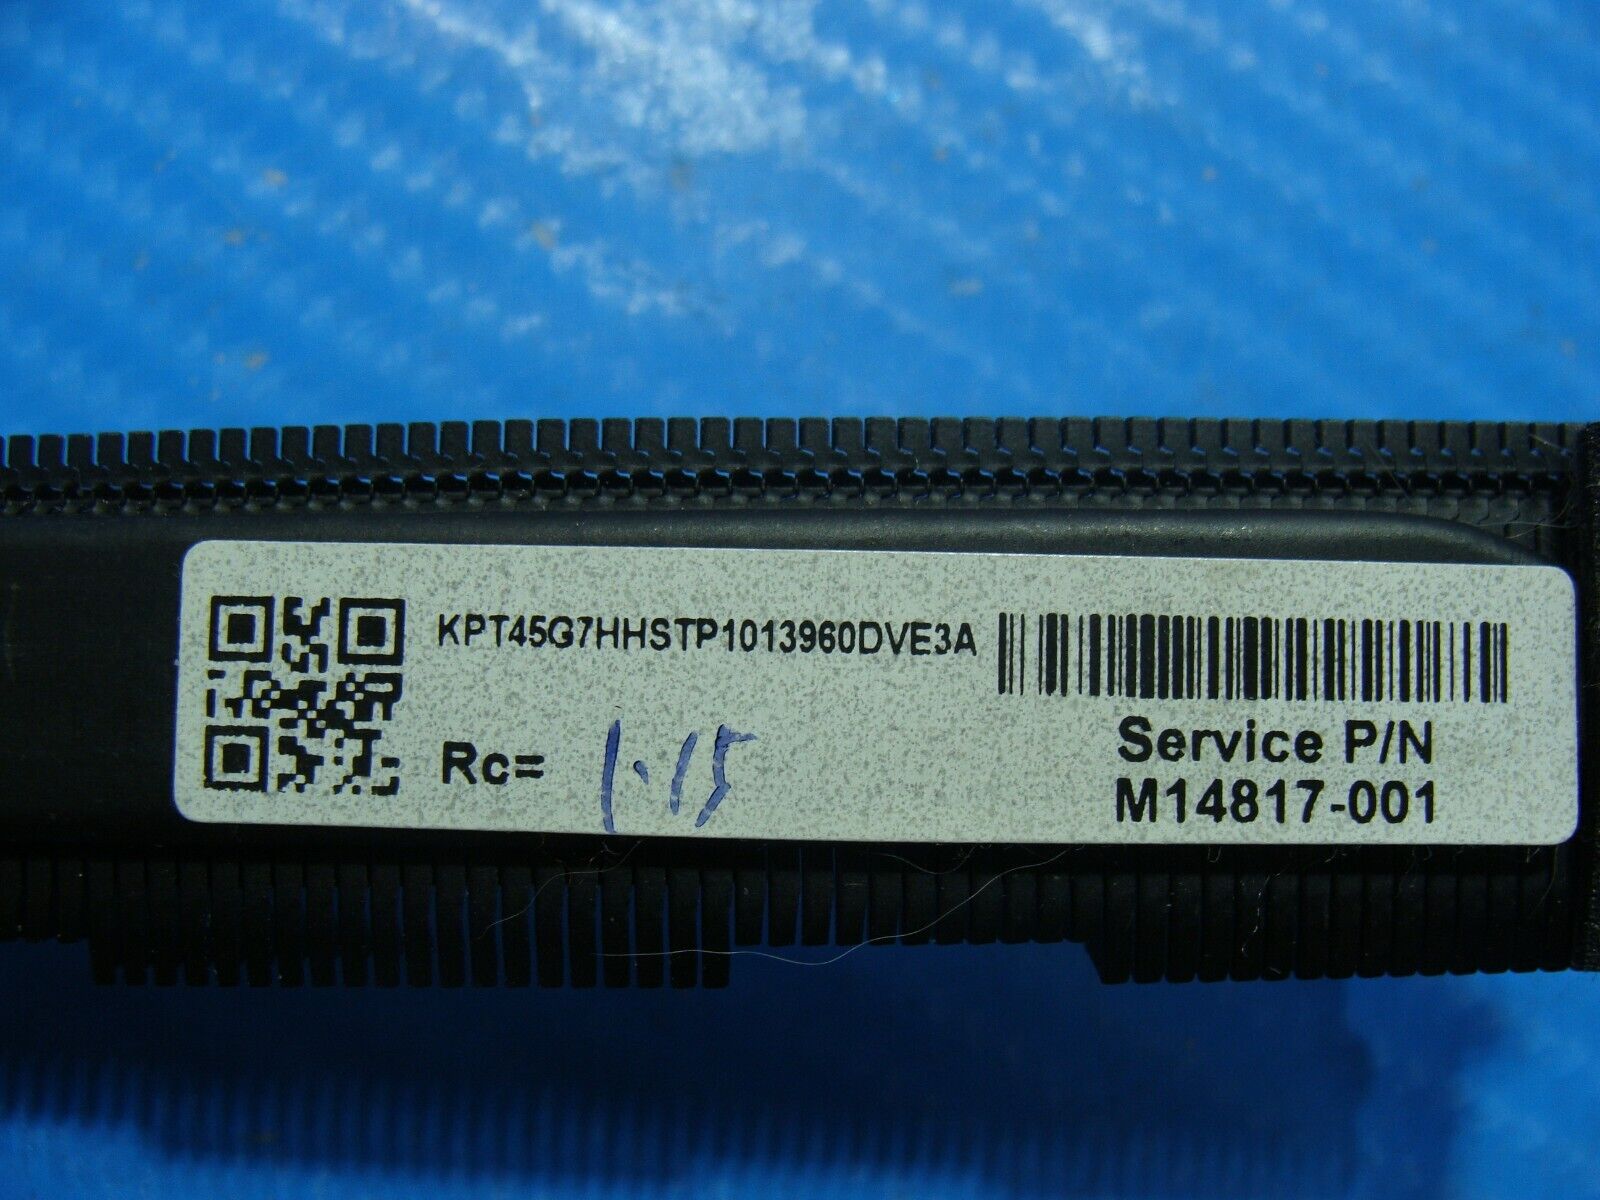 KPT45G7HHSTP1013960DVE3A
Rc= 1.15
Service P/N
M14817-001